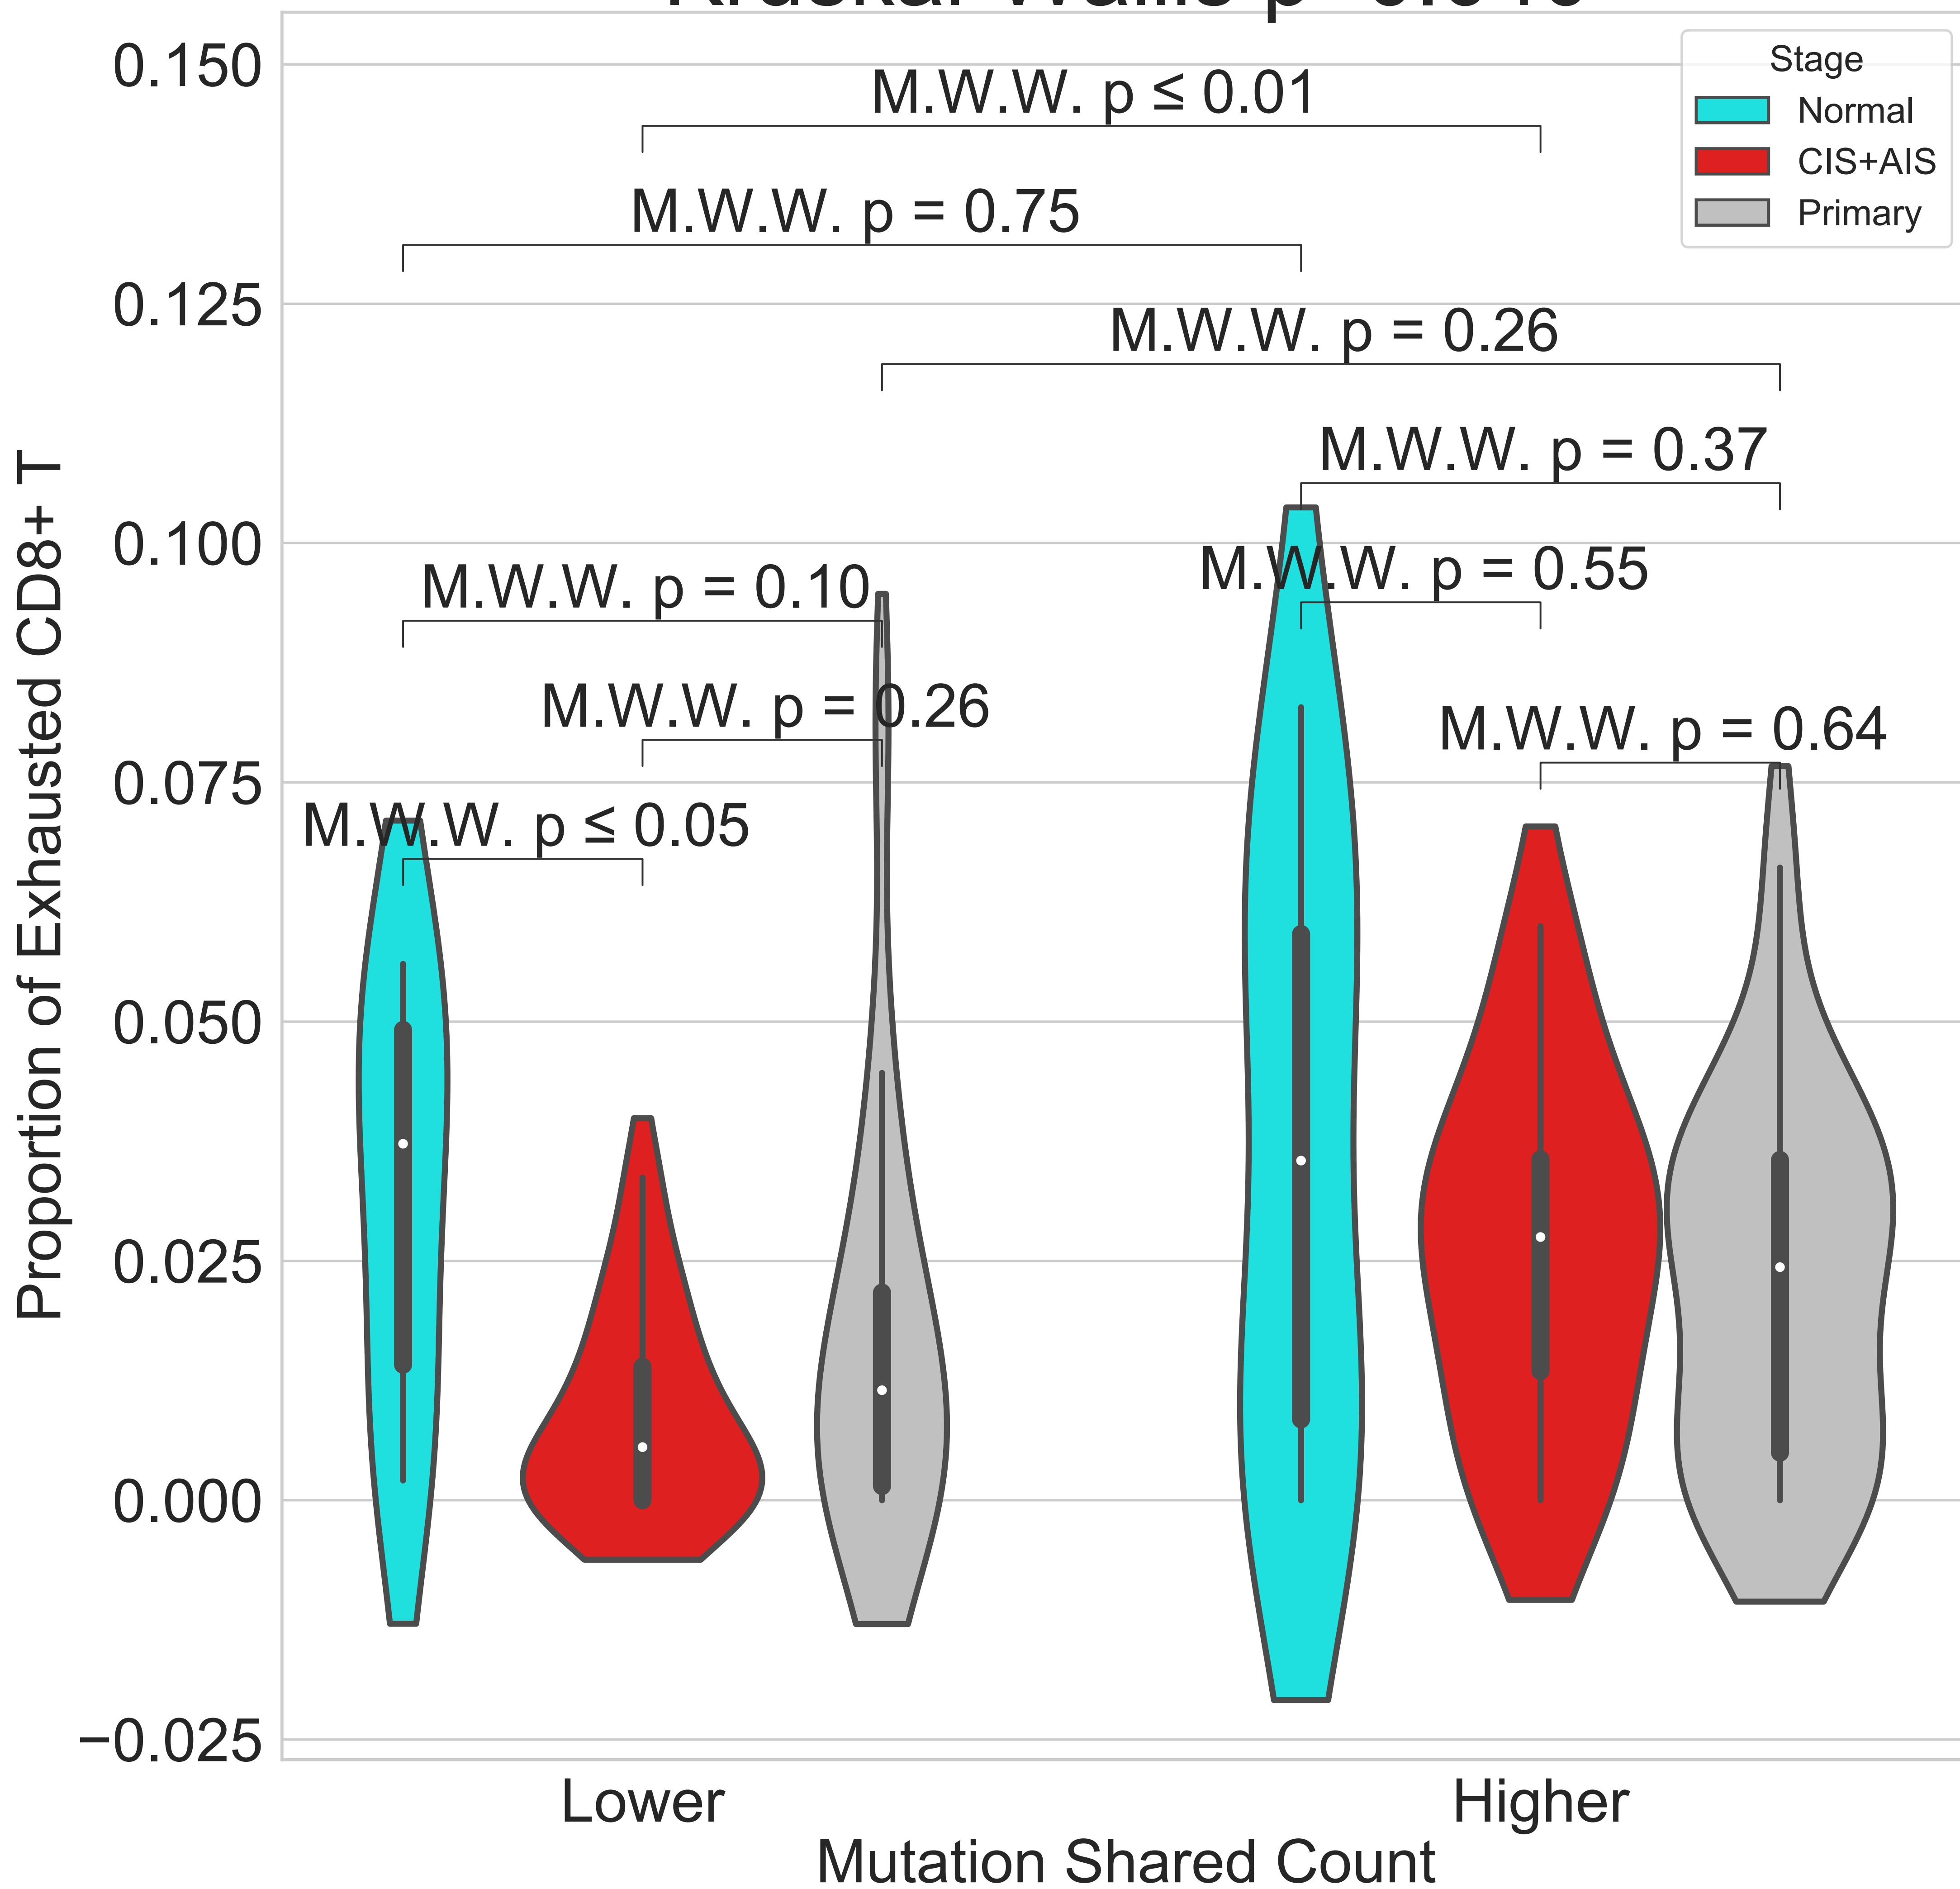 0.150
0.125
0.100
0.075
0.050
0.025
0.000
−0.025
Proportion of Exhausted CD8+ T
M.W.W. p ≤ 0.01
M.W.W. p = 0.75
M.W.W. p = 0.26
M.W.W. p = 0.37
M.W.W. p = 0.55
M.W.W. p = 0.10
M.W.W. p = 0.26
M.W.W. p = 0.64
M.W.W. p ≤ 0.05
Stage
Normal
CIS+AIS
Primary
Lower
Higher
Mutation Shared Count